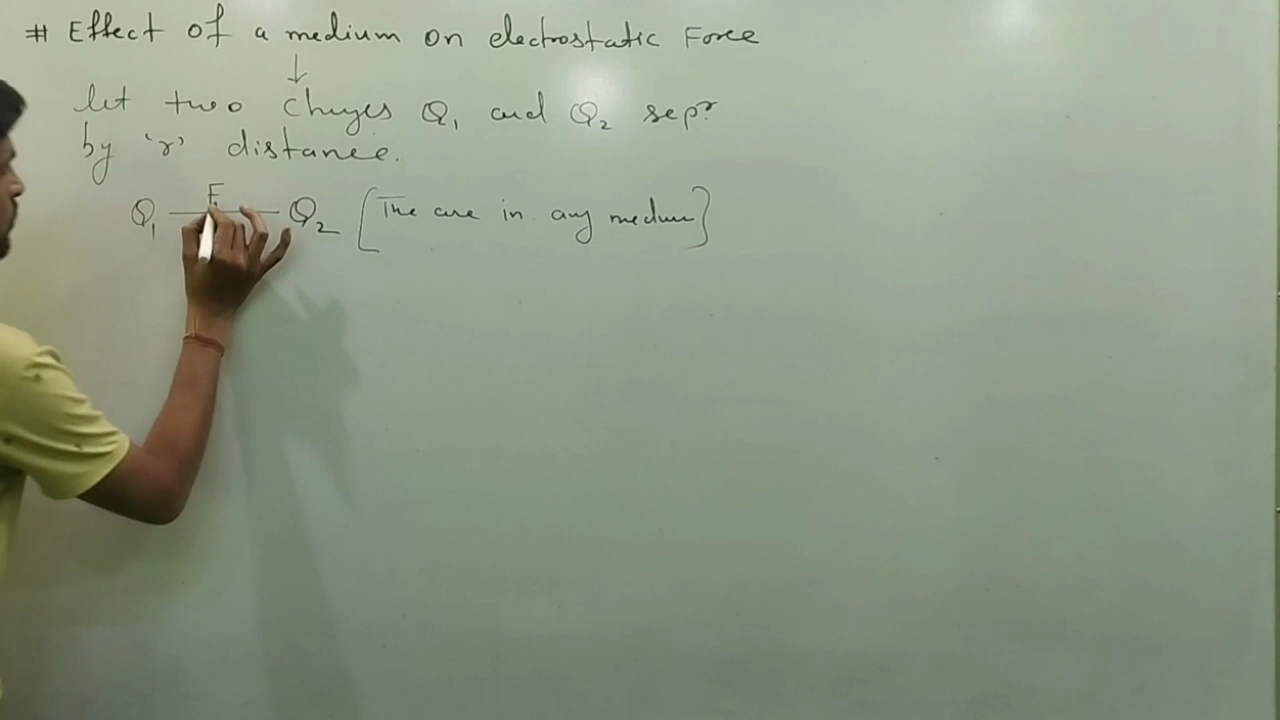 # Effect of a medium on electrostatic Force
↓
let two charges Q₁ and Q₂ sepr
by 'r' distance.
F
Q₁ — Q₂ [The are in any medium]